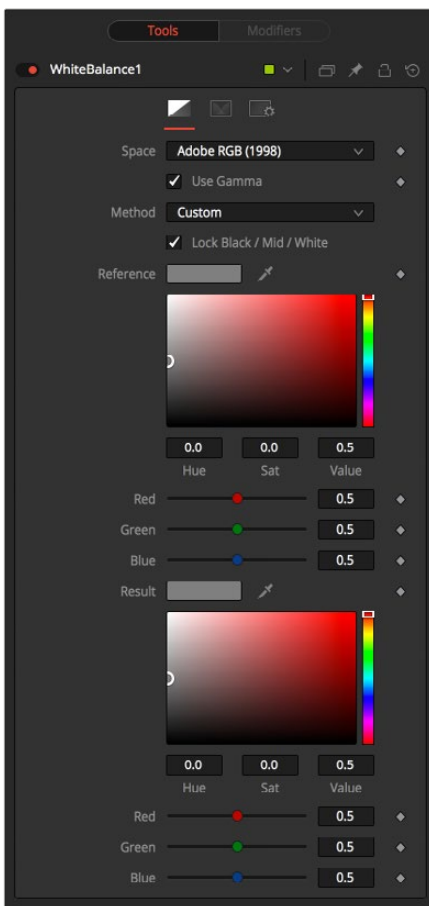 Tools Modifiers
WhiteBalance1
Space Adobe RGB (1998)
Use Gamma
Method Custom
Lock Black / Mid / White
Reference
0.0 0.0 0.5
Hue Sat Value
Red 0.5
Green 0.5
Blue 0.5
Result
0.0 0.0 0.5
Hue Sat Value
Red 0.5
Green 0.5
Blue 0.5